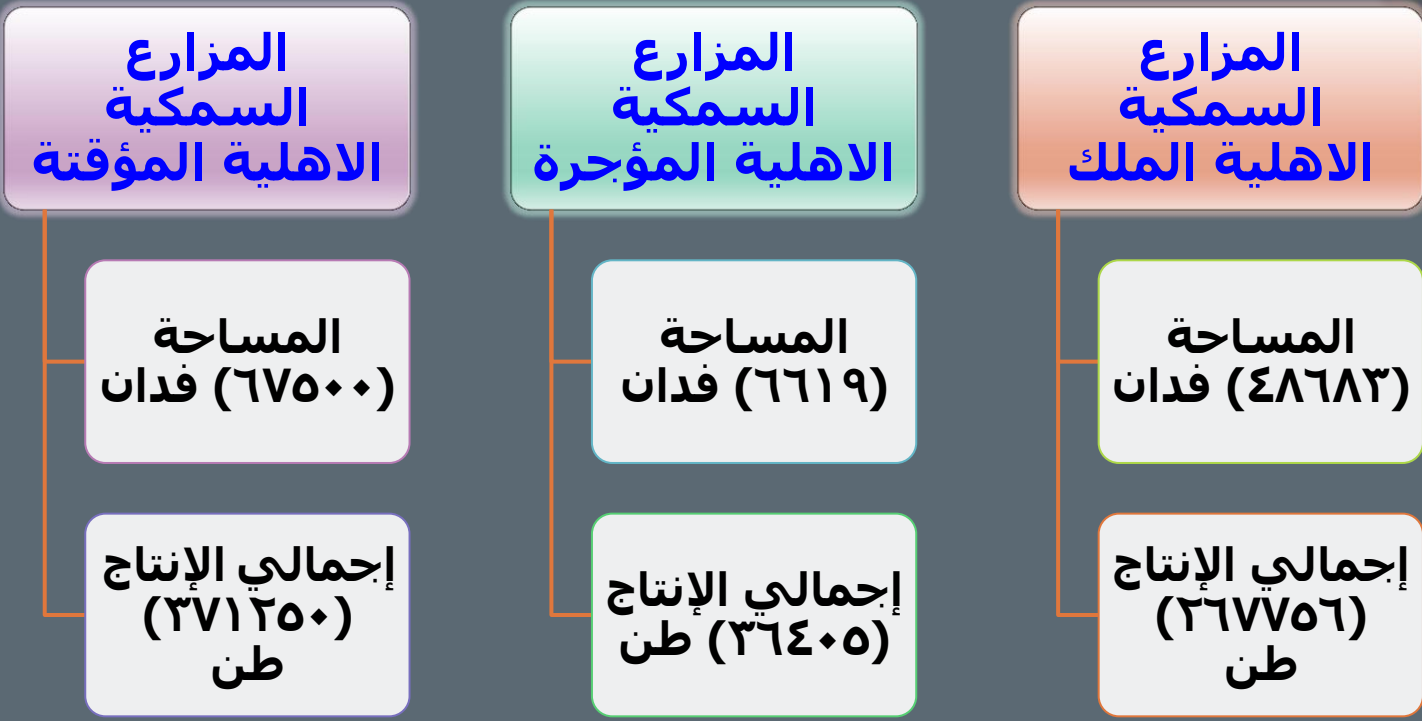 المزارع
السمكية
الاهلية الملك
المساحة
(٤٨٦٨٣) فدان
إجمالي الإنتاج
(٢٦٧٧٥٦)
طن
المزارع
السمكية
الاهلية المؤجرة
المساحة
(٦٦١٩) فدان
إجمالي الإنتاج
(٣٦٤٠٥) طن
المزارع
السمكية
الاهلية المؤقتة
المساحة
(٦٧٥٠٠) فدان
إجمالي الإنتاج
(٣٧١٢٥٠)
طن